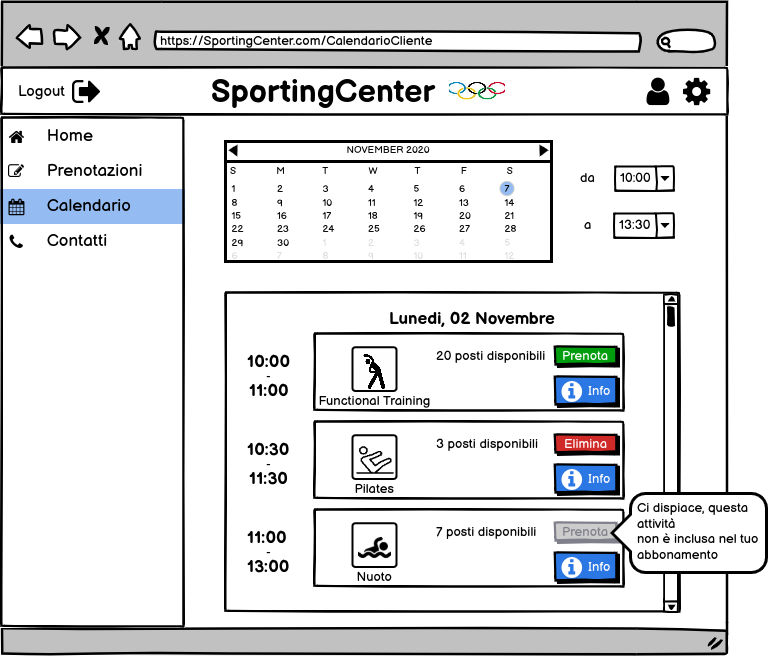 https://SportingCenter.com/CalendarioCliente
Logout
SportingCenter
Home
Prenotazioni
Calendario
Contatti
NOVEMBER 2020
S M T W T F S
1 2 3 4 5 6 7
8 9 10 11 12 13 14
15 16 17 18 19 20 21
22 23 24 25 26 27 28
29 30 1 2 3 4 5
6 7 8 9 10 11 12
da 10:00
a 13:30
Lunedi, 02 Novembre
10:00
-
11:00
Functional Training
20 posti disponibili
Prenota
Info
10:30
-
11:30
Pilates
3 posti disponibili
Elimina
Info
11:00
-
13:00
Nuoto
7 posti disponibili
Prenota
Info
Ci dispiace, questa
attività
non è inclusa nel tuo
abbonamento